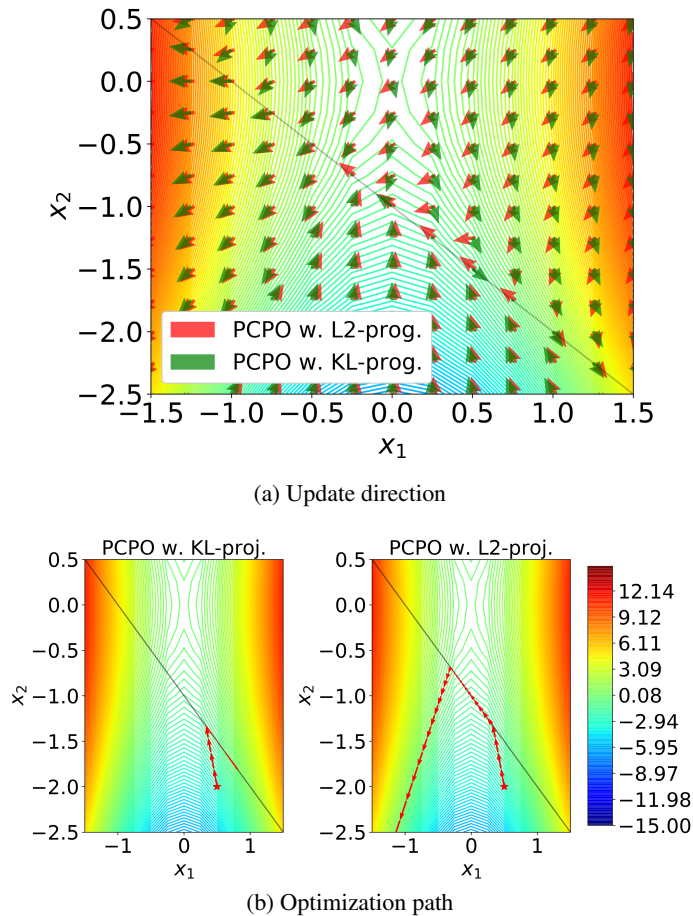 0.5
0.0
−0.5
−1.0
−1.5
−2.0
−2.5
x2
PCPO w. L2-prog.
PCPO w. KL-prog.
−1.5 −1.0 −0.5 0.0 0.5 1.0 1.5
x1
(a) Update direction
PCPO w. KL-proj. PCPO w. L2-proj.
0.5
0.0
−0.5
−1.0
−1.5
−2.0
−2.5
x2
−1 0 1
x1
0.5
0.0
−0.5
−1.0
−1.5
−2.0
−2.5
x2
−1 0 1
x1
12.14
9.12
6.11
3.09
0.08
−2.94
−5.95
−8.97
−11.98
−15.00
(b) Optimization path